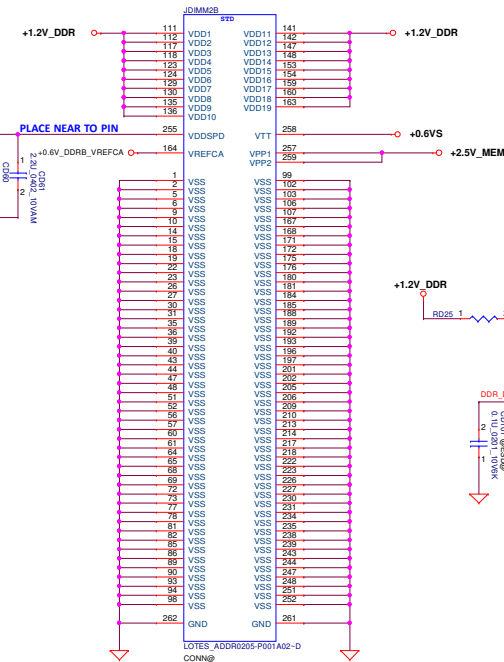 JDIMM2B
STD
+1.2V_DDR
111 VDD1 VDD11 141
112 VDD2 VDD12 142
117 VDD3 VDD13 147
118 VDD4 VDD14 148
123 VDD5 VDD15 153
124 VDD6 VDD16 154
129 VDD7 VDD17 159
130 VDD8 VDD18 160
135 VDD9 VDD19 163
136 VDD10
+1.2V_DDR
PLACE NEAR TO PIN
255 VDDSPD VTT 258
+0.6VS
+0.6V_DDRB_VREFCA
164 VREFCA VPP1 257
VPP2 259
+2.5V_MEM
CD60
2.2U_0402_10VAM
CD61
1
2
1 VSS VSS 99
2 VSS VSS 102
5 VSS VSS 103
6 VSS VSS 106
9 VSS VSS 107
10 VSS VSS 167
14 VSS VSS 168
15 VSS VSS 171
18 VSS VSS 172
19 VSS VSS 175
22 VSS VSS 176
23 VSS VSS 180
26 VSS VSS 181
27 VSS VSS 184
30 VSS VSS 185
31 VSS VSS 188
35 VSS VSS 189
36 VSS VSS 192
39 VSS VSS 193
40 VSS VSS 196
43 VSS VSS 197
44 VSS VSS 201
47 VSS VSS 202
48 VSS VSS 205
51 VSS VSS 206
52 VSS VSS 209
56 VSS VSS 210
57 VSS VSS 213
60 VSS VSS 214
61 VSS VSS 217
64 VSS VSS 218
65 VSS VSS 222
68 VSS VSS 223
69 VSS VSS 226
72 VSS VSS 227
73 VSS VSS 230
77 VSS VSS 231
78 VSS VSS 234
81 VSS VSS 235
82 VSS VSS 238
85 VSS VSS 239
86 VSS VSS 243
89 VSS VSS 244
90 VSS VSS 247
93 VSS VSS 248
94 VSS VSS 251
98 VSS VSS 252
262 GND GND 261
LOTES_ADDR0205-P001A02~D
CONN@
+1.2V_DDR
RD25 1
2
1